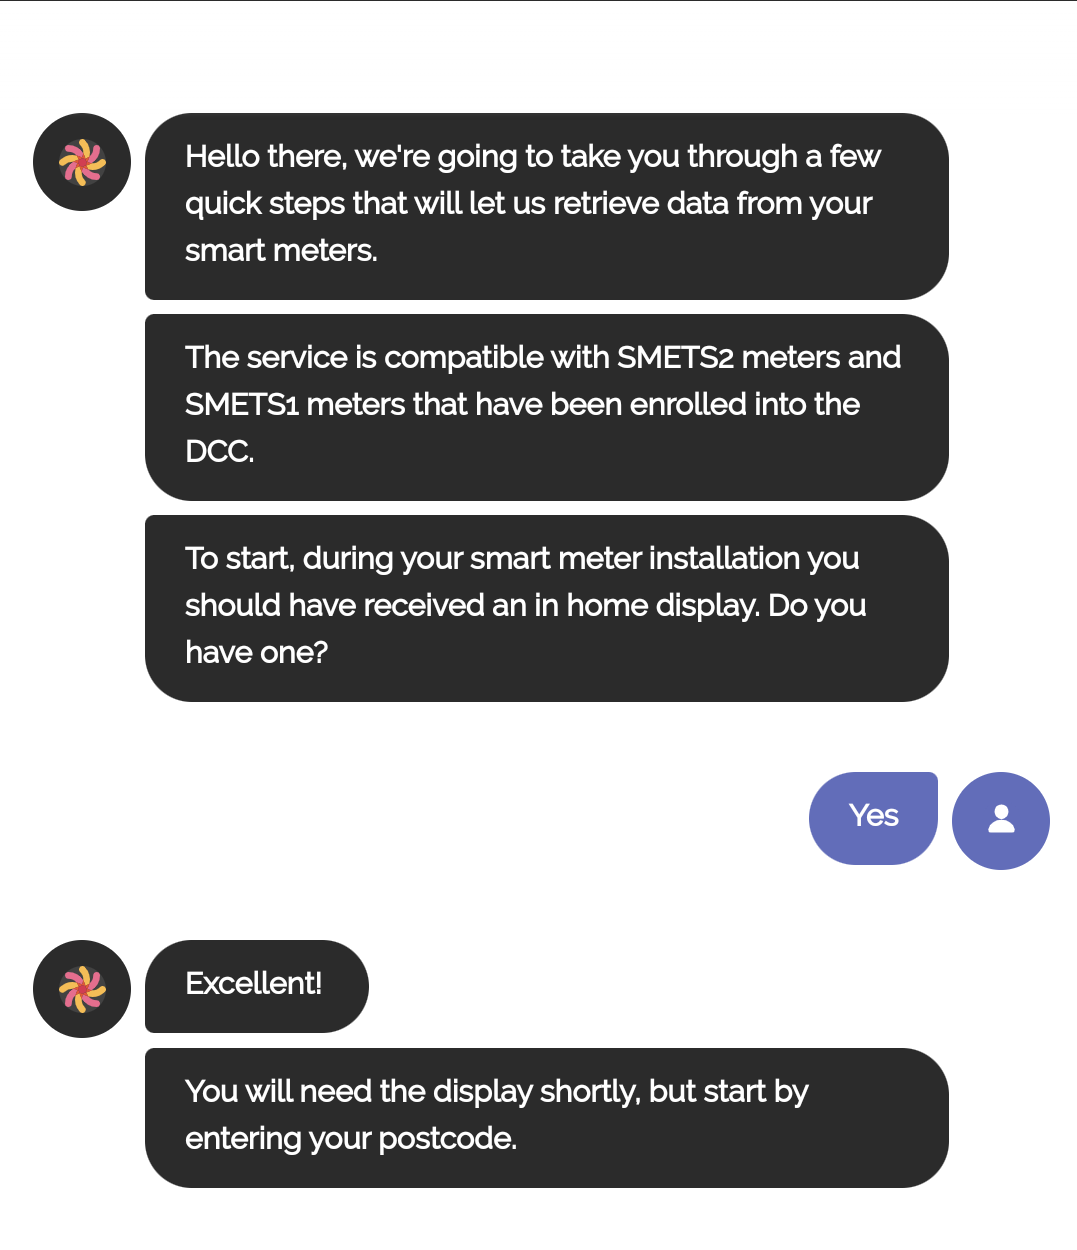 Hello there, we're going to take you through a few
quick steps that will let us retrieve data from your
smart meters.
The service is compatible with SMETS2 meters and
SMETS1 meters that have been enrolled into the
DCC.
To start, during your smart meter installation you
should have received an in home display. Do you
have one?
Yes
Excellent!
You will need the display shortly, but start by
entering your postcode.